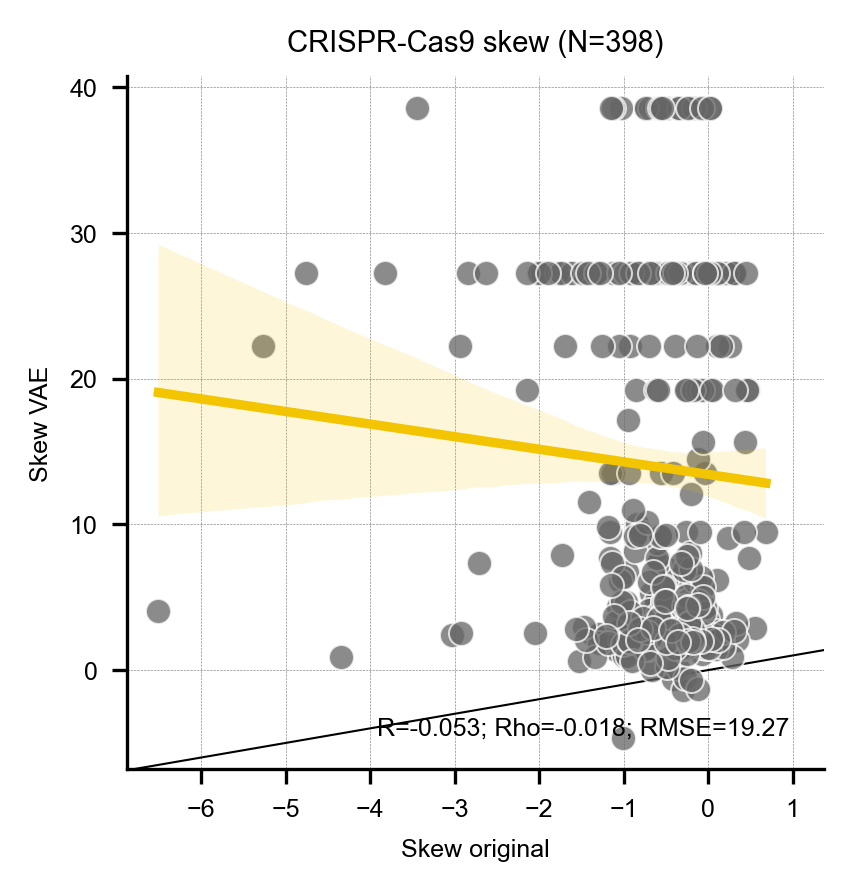 CRISPR-Cas9 skew (N=398)
40
30
20
10
0
Skew VAE
R=-0.053; Rho=-0.018; RMSE=19.27
−6 −5 −4 −3 −2 −1 0 1
Skew original